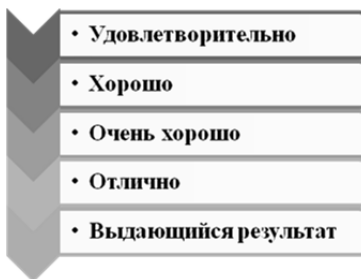 • Удовлетворительно
• Хорошо
• Очень хорошо
• Отлично
• Выдающийся результат